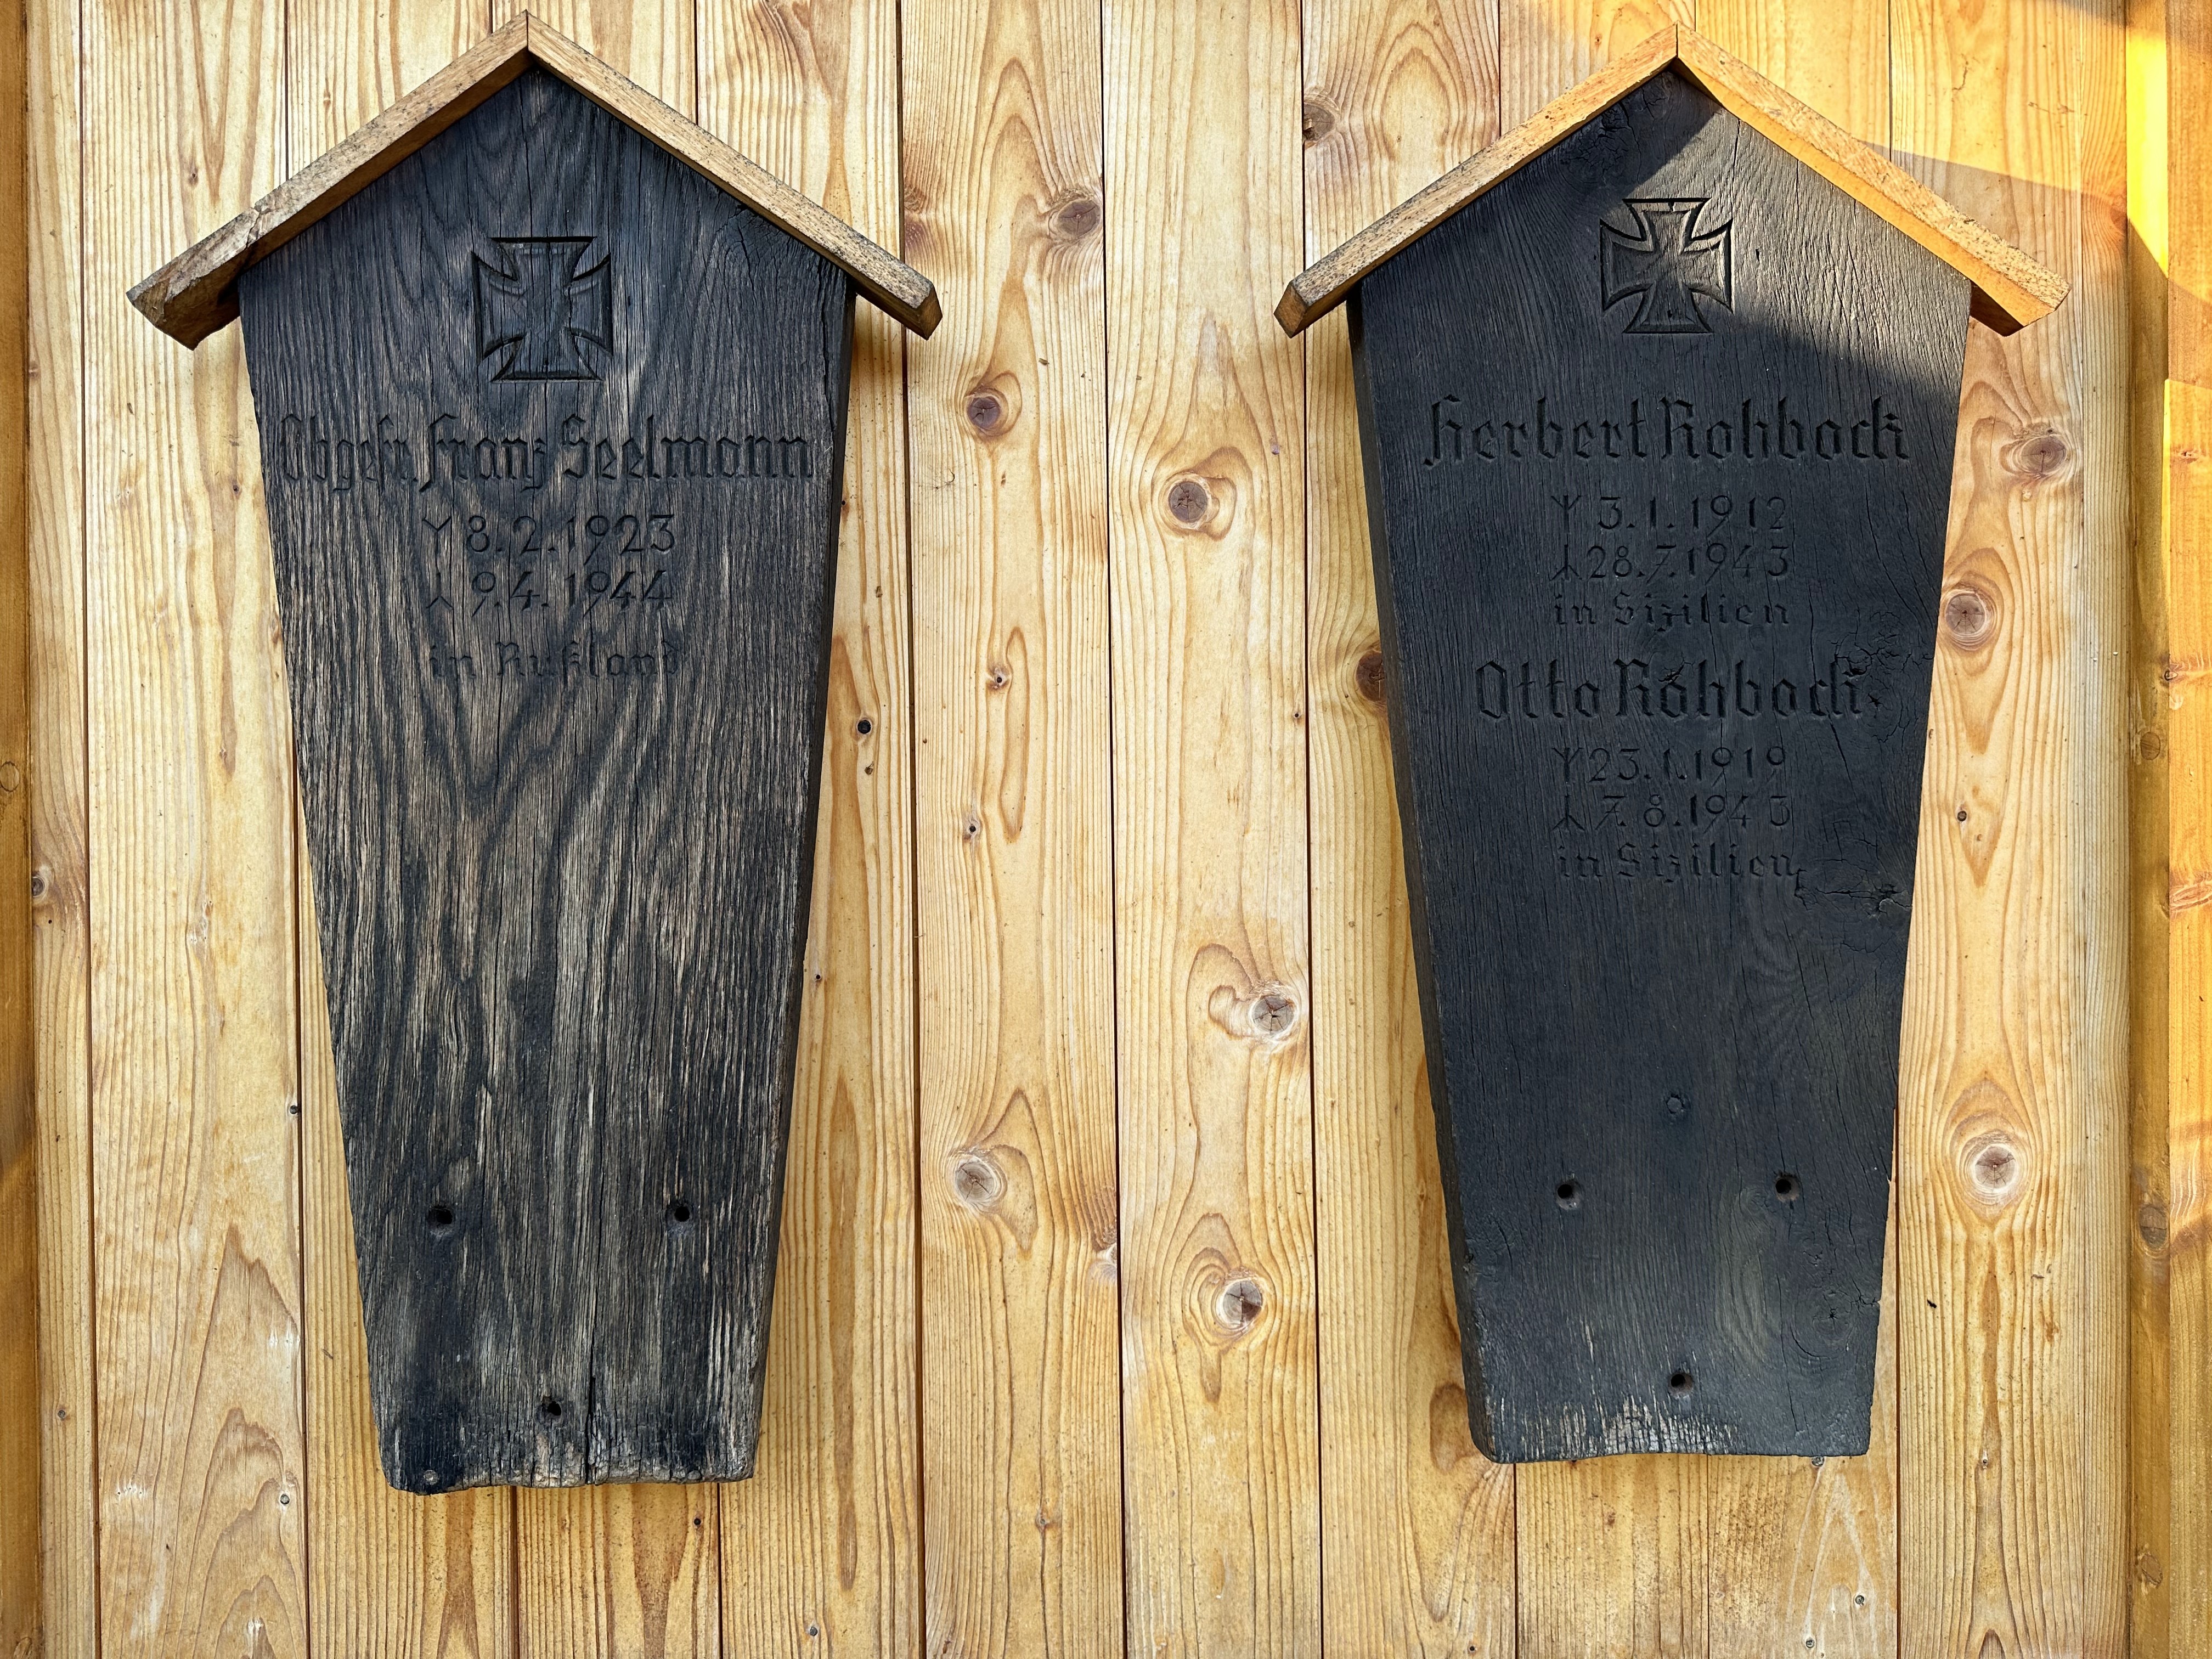 Obgefr. Franz Seelmann
ᛉ 8.2.1923
ᛣ 9.4.1944
in Rußland
Herbert Rohbock
ᛉ 3.1.1912
ᛣ 28.7.1943
in Sizilien
Otto Rohbock
ᛉ 23.1.1919
ᛣ 7.8.1943
in Sizilien